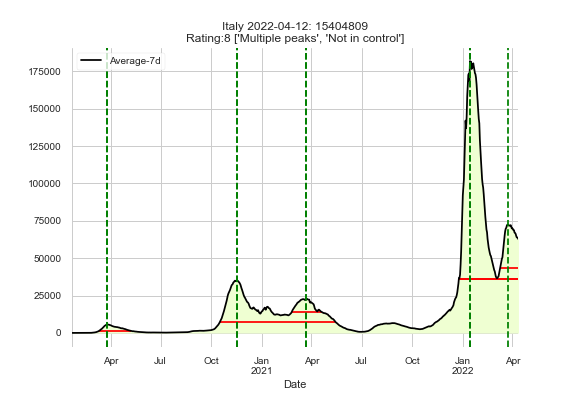 Italy 2022-04-12: 15404809
Rating:8 ['Multiple peaks', 'Not in control']
Average-7d
175000
150000
125000
100000
75000
50000
25000
0
Apr Jul Oct Jan Apr Jul Oct Jan Apr
2021 2022
Date